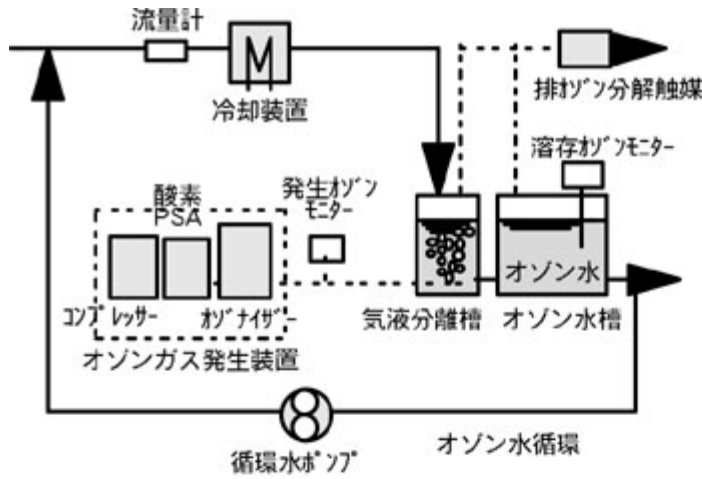 流量計
冷却装置
排ｵｿﾞﾝ分解触媒
溶存ｵｿﾞﾝﾓﾆﾀｰ
酸素
PSA
発生ｵｿﾞﾝ
ﾓﾆﾀｰ
オゾン水
ｺﾝﾌﾟﾚｯｻｰ
ｵｿﾞﾅｲｻﾞｰ
気液分離槽
オゾン水槽
オゾンガス発生装置
循環水ﾎﾟﾝﾌﾟ
オゾン水循環